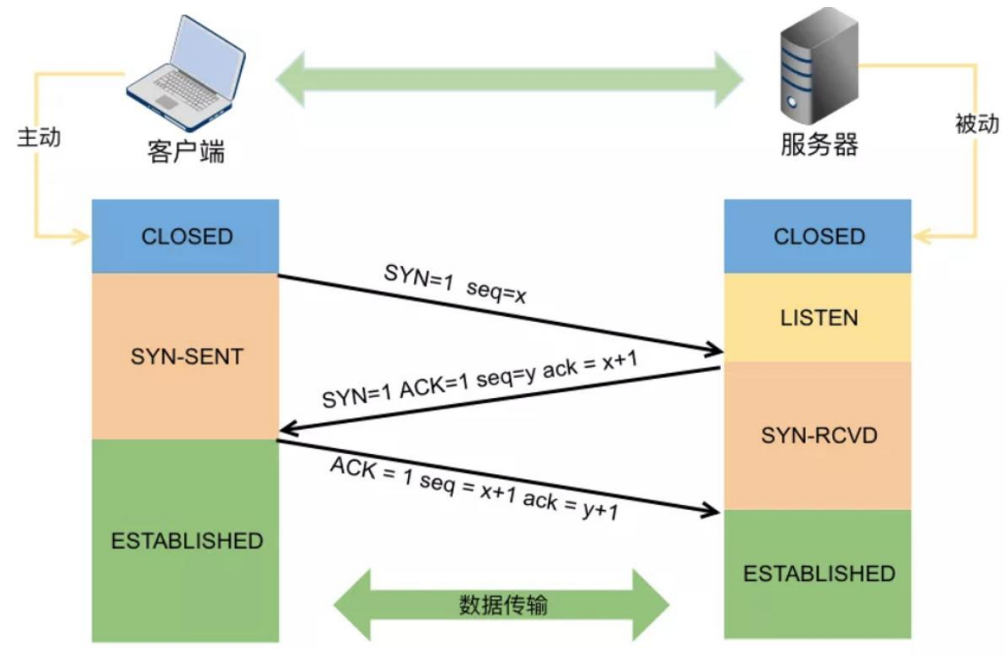 主动
客户端
服务器
被动
CLOSED
CLOSED
SYN=1 seq=x
LISTEN
SYN-SENT
SYN=1 ACK=1 seq=y ack = x+1
SYN-RCVD
ACK = 1 seq = x+1 ack = y+1
ESTABLISHED
ESTABLISHED
数据传输